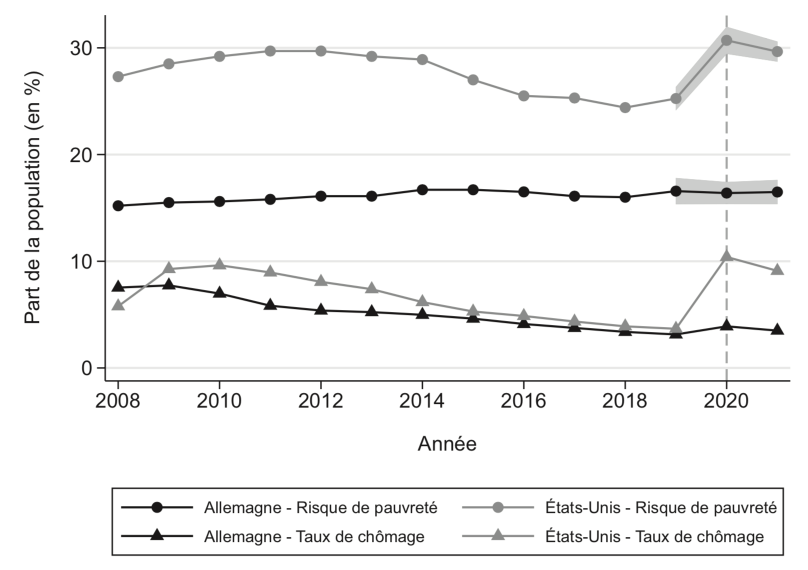 Part de la population (en %)
30
20
10
0
2008 2010 2012 2014 2016 2018 2020
Année
Allemagne - Risque de pauvreté États-Unis - Risque de pauvreté
Allemagne - Taux de chômage États-Unis - Taux de chômage